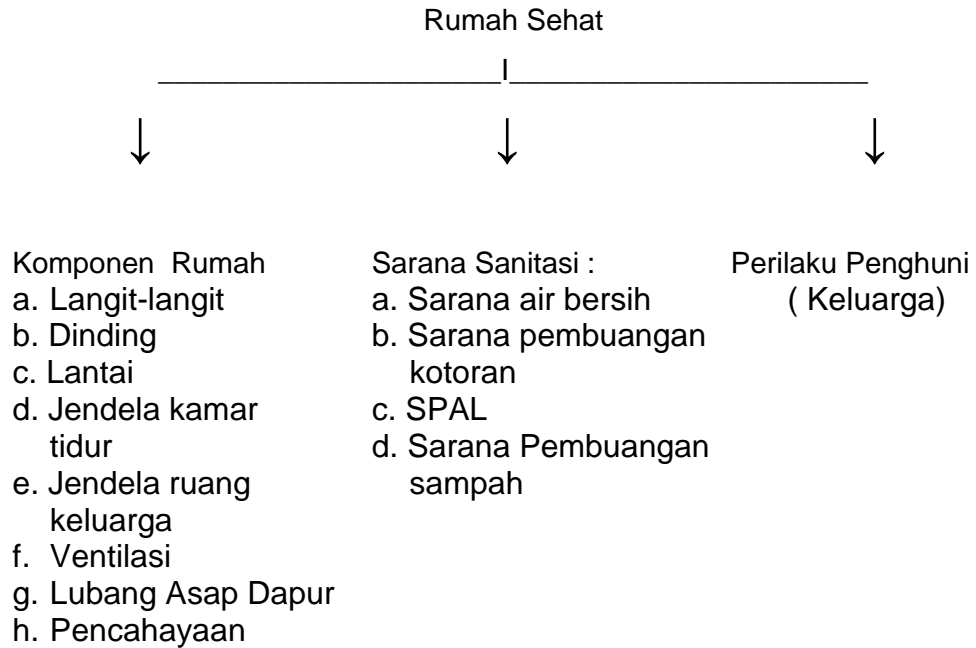 Rumah Sehat
↓ ↓ ↓
Komponen Rumah
a. Langit-langit
b. Dinding
c. Lantai
d. Jendela kamar
tidur
e. Jendela ruang
keluarga
f. Ventilasi
g. Lubang Asap Dapur
h. Pencahayaan
Sarana Sanitasi :
a. Sarana air bersih
b. Sarana pembuangan
kotoran
c. SPAL
d. Sarana Pembuangan
sampah
Perilaku Penghuni
( Keluarga)